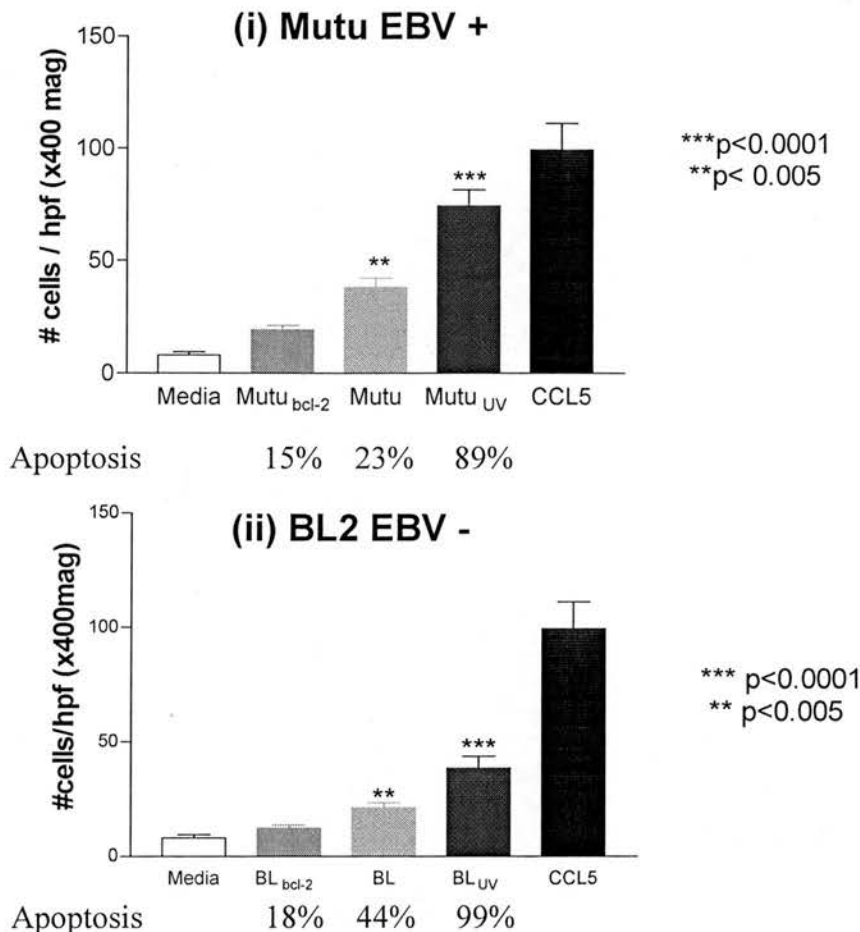 (i) Mutu EBV +
150
100
50
0
# cells / hpf (x400 mag)
**
***
***p<0.0001
**p< 0.005
Media Mutu bcl-2 Mutu Mutu UV CCL5
Apoptosis 15% 23% 89%
(ii) BL2 EBV -
150
100
50
0
#cells/hpf (x400mag)
**
***
*** p<0.0001
** p<0.005
Media BL bcl-2 BL BL UV CCL5
Apoptosis 18% 44% 99%